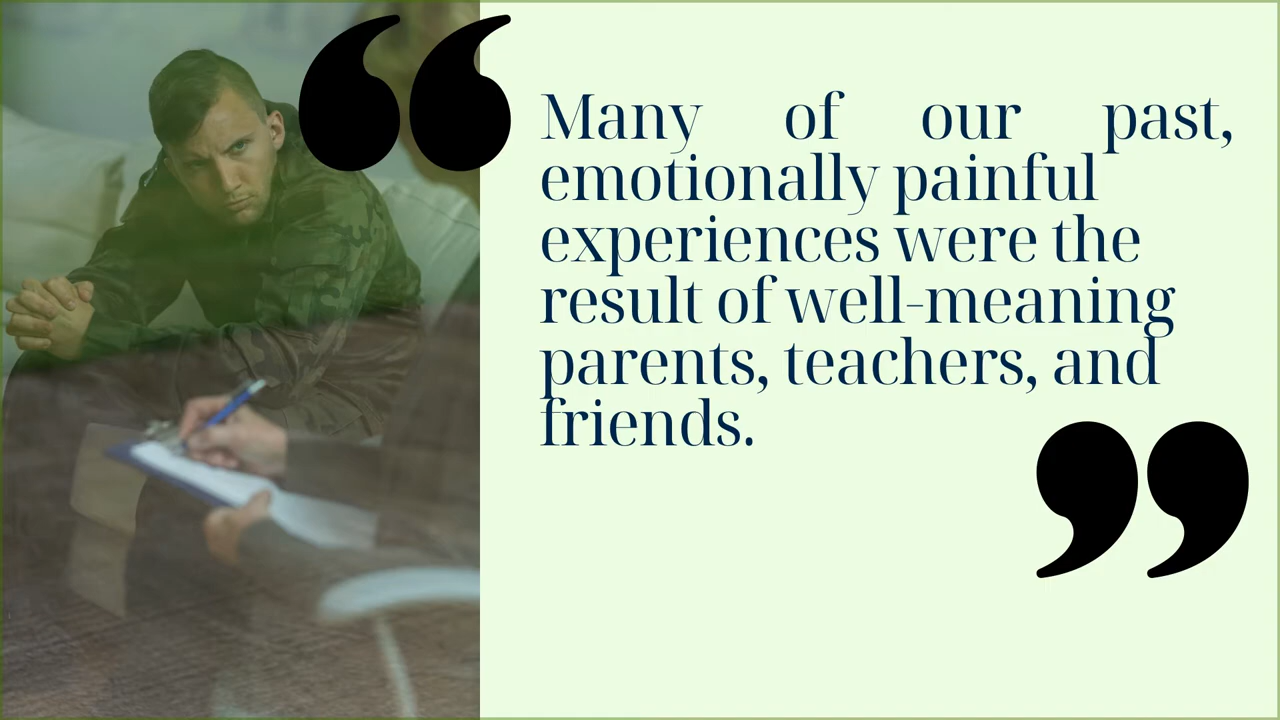 “
Many of our past,
emotionally painful
experiences were the
result of well-meaning
parents, teachers, and
friends.
”